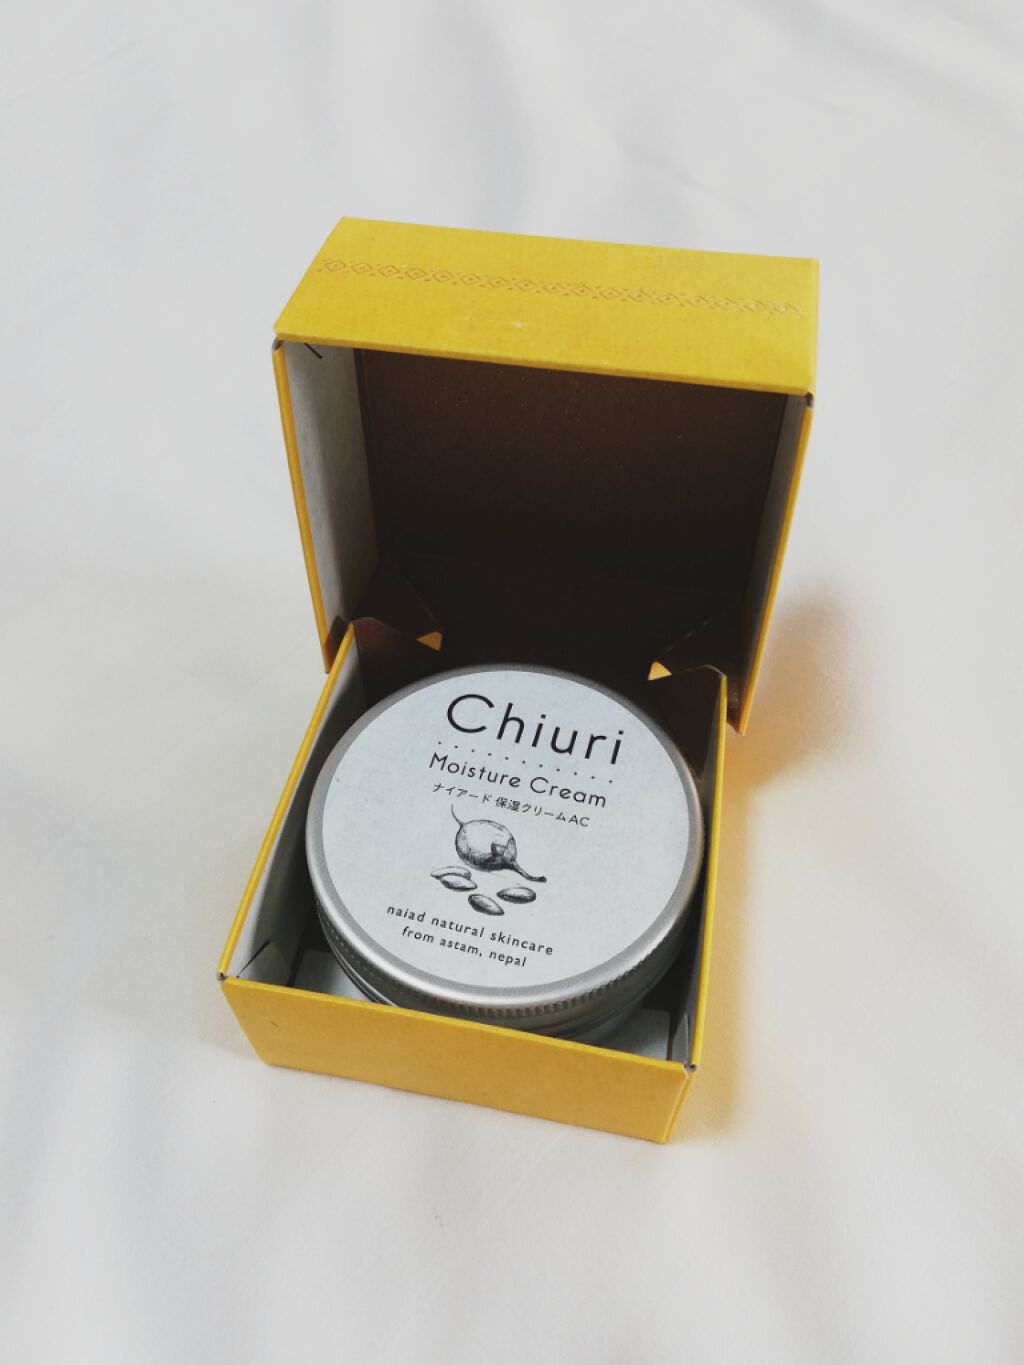 Chiuri
Moisture Cream
ナイアード 保湿クリームAC
naiad natural skincare
from astam, nepal